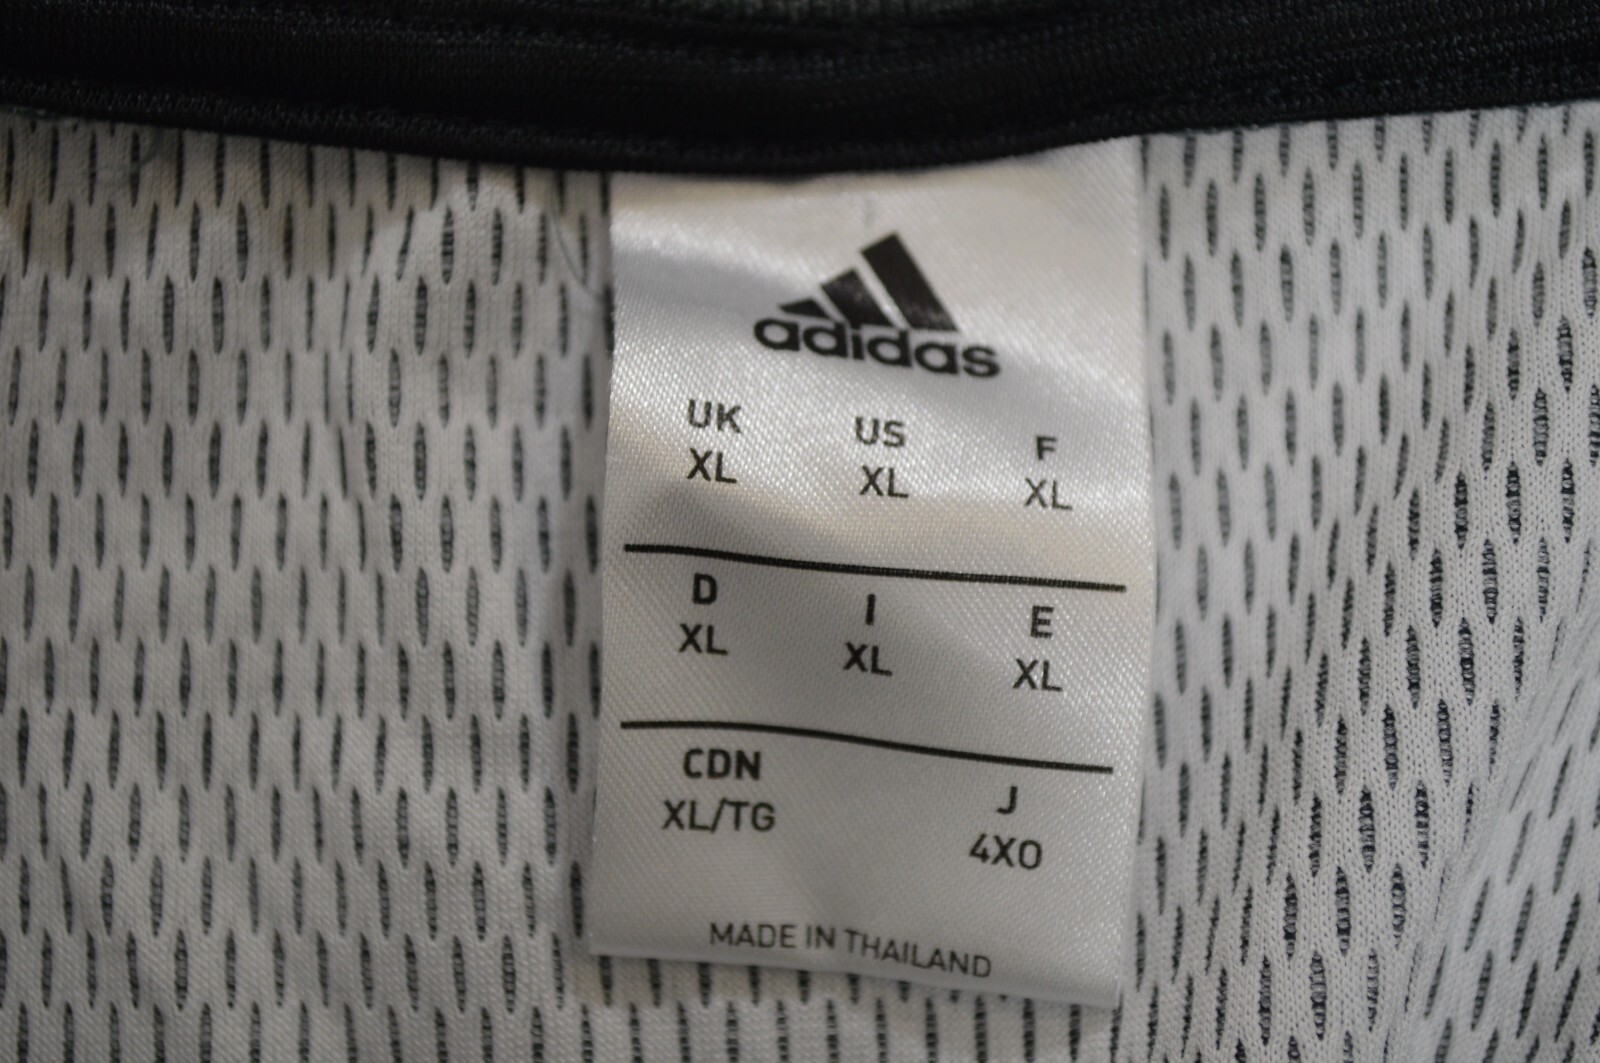 adidas
UK US F
XL XL XL
D I E
XL XL XL
CDN J
XL/TG 4XO
MADE IN THAILAND